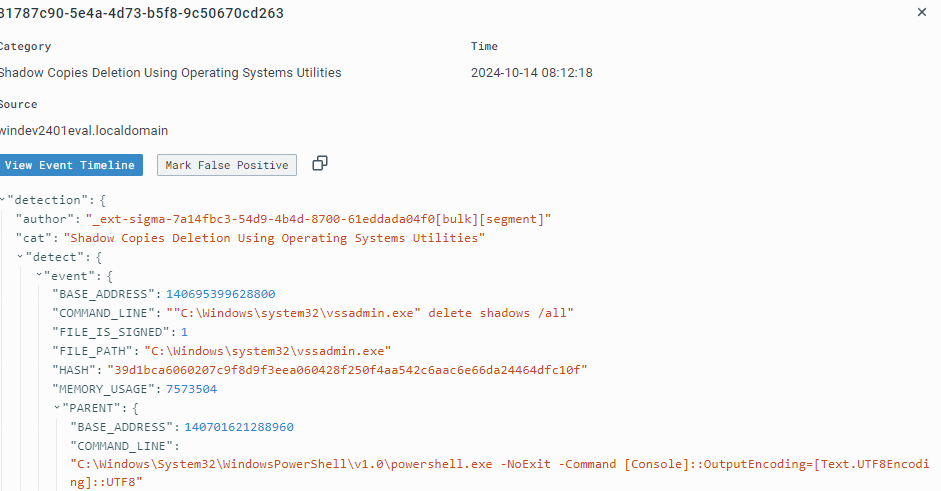 31787c90-5e4a-4d73-b5f8-9c50670cd263
Category Time
Shadow Copies Deletion Using Operating Systems Utilities 2024-10-14 08:12:18
Source
windev2401eval.localdomain
View Event Timeline Mark False Positive
"detection": {
"author": "_ext-sigma-7a14fbc3-54d9-4b4d-8700-61eddada04f0[bulk][segment]"
"cat": "Shadow Copies Deletion Using Operating Systems Utilities"
"detect": {
"event": {
"BASE_ADDRESS": 140695399628800
"COMMAND_LINE": ""C:\Windows\system32\vssadmin.exe" delete shadows /all"
"FILE_IS_SIGNED": 1
"FILE_PATH": "C:\Windows\system32\vssadmin.exe"
"HASH": "39d1bca6060207c9f8d9f3eea060428f250f4aa542c6aac6e66da24464dfc10f"
"MEMORY_USAGE": 7573504
"PARENT": {
"BASE_ADDRESS": 140701621288960
"COMMAND_LINE":
"C:\Windows\System32\WindowsPowerShell\v1.0\powershell.exe -NoExit -Command [Console]::OutputEncoding=[Text.UTF8Encodi
ng]::UTF8"